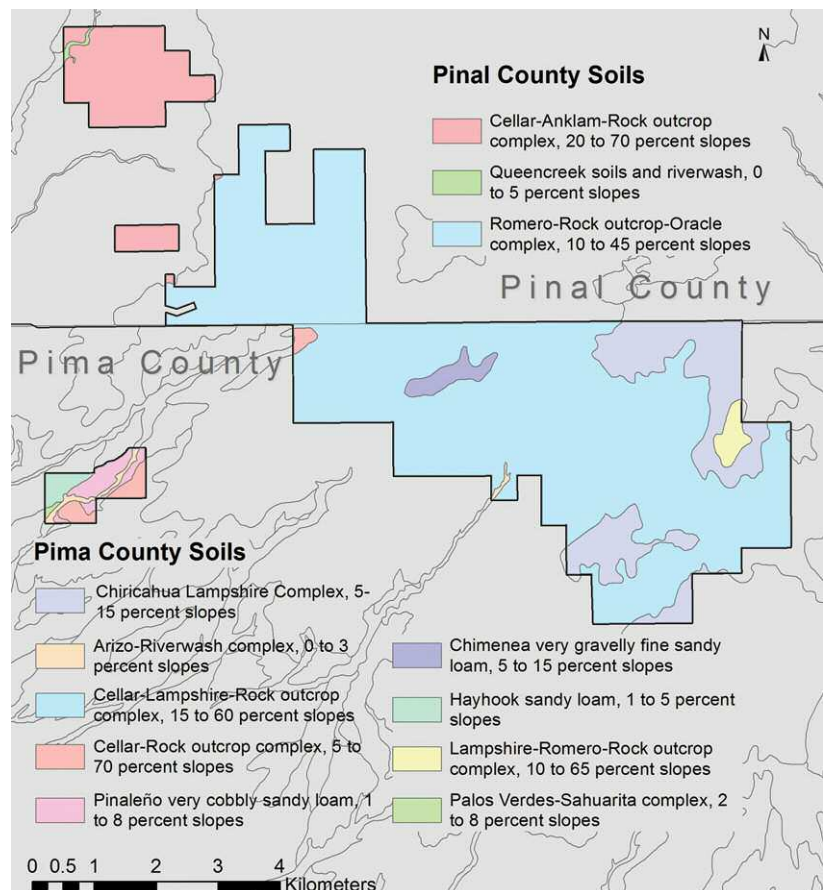 N
Pinal County Soils
Cellar-Anklam-Rock outcrop
complex, 20 to 70 percent slopes
Queencreek soils and riverwash, 0
to 5 percent slopes
Romero-Rock outcrop-Oracle
complex, 10 to 45 percent slopes
Pinal County
Pima County
Pima County Soils
Chiricahua Lampshire Complex, 5-
15 percent slopes
Arizo-Riverwash complex, 0 to 3
percent slopes
Cellar-Lampshire-Rock outcrop
complex, 15 to 60 percent slopes
Cellar-Rock outcrop complex, 5 to
70 percent slopes
Pinaleño very cobbly sandy loam, 1
to 8 percent slopes
Chimenea very gravelly fine sandy
loam, 5 to 15 percent slopes
Hayhook sandy loam, 1 to 5 percent
slopes
Lampshire-Romero-Rock outcrop
complex, 10 to 65 percent slopes
Palos Verdes-Sahuarita complex, 2
to 8 percent slopes
0 0.5 1 2 3 4
Kilometers